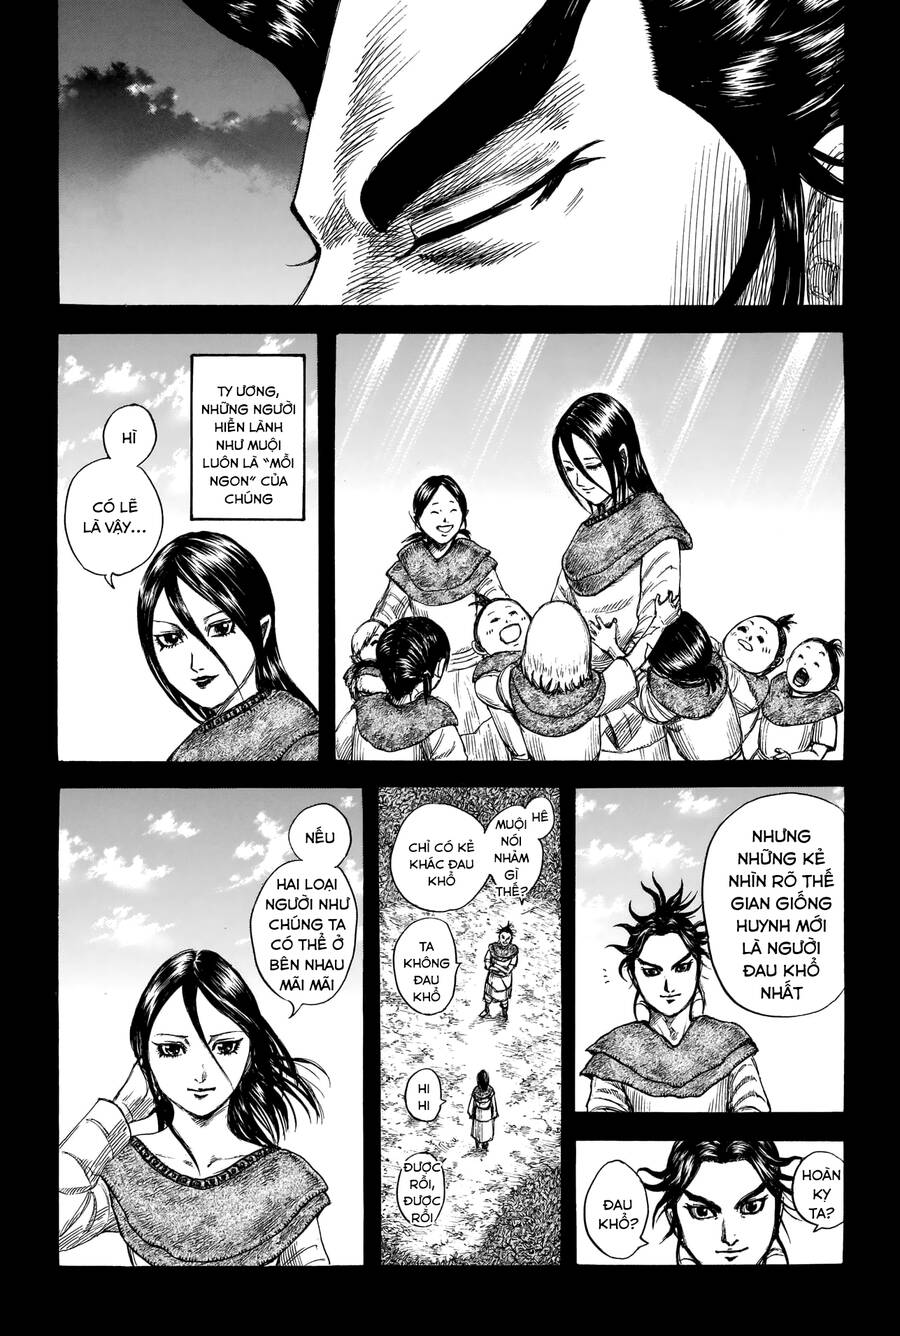 TY ƯƠNG,
NHỮNG NGƯỜI
HIỀN LÀNH
NHƯ MUỘI
LUÔN LÀ "MỒI
NGON" CỦA
CHÚNG
HÌ
CÓ LẼ
LÀ VẬY...
NHƯNG
NHỮNG KẺ
NHÌN RÕ THẾ
GIAN GIỐNG
HUYNH MỚI
LÀ NGƯỜI
ĐAU KHỔ
NHẤT
HOÀN
KỲ
TA?
ĐAU
KHỔ?
HÊ
MUỘI
NÓI
NHẢM
GÌ
THẾ?
CHỈ CÓ KẺ
KHÁC ĐAU
KHỔ
TA
KHÔNG
ĐAU
KHỔ
HI
HI
ĐƯỢC
RỒI,
ĐƯỢC
RỒI
NẾU
HAI LOẠI
NGƯỜI NHƯ
CHÚNG TA
CÓ THỂ Ở
BÊN NHAU
MÃI MÃI